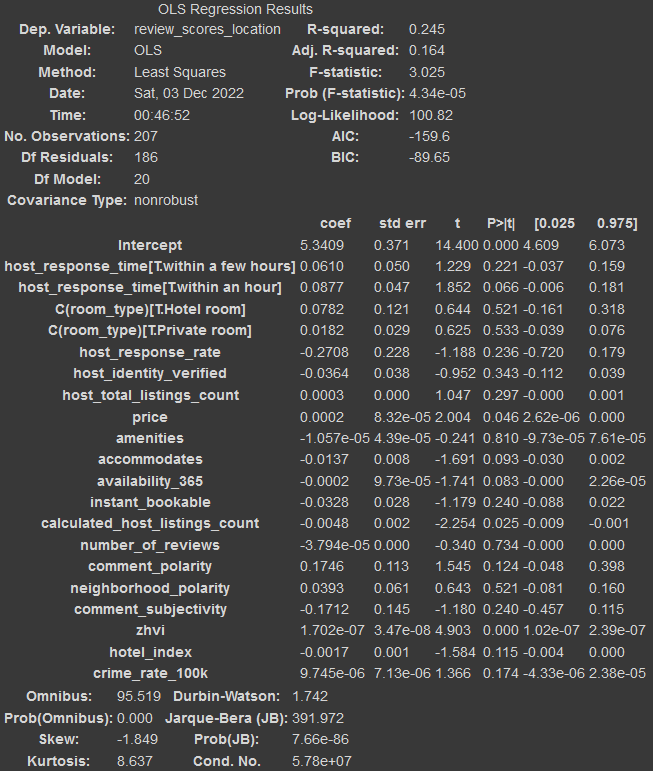 OLS Regression Results
Dep. Variable: review_scores_location R-squared: 0.245
Model: OLS Adj. R-squared: 0.164
Method: Least Squares F-statistic: 3.025
Date: Sat, 03 Dec 2022 Prob (F-statistic): 4.34e-05
Time: 00:46:52 Log-Likelihood: 100.82
No. Observations: 207 AIC: -159.6
Df Residuals: 186 BIC: -89.65
Df Model: 20
Covariance Type: nonrobust
coef std err t P>|t| [0.025 0.975]
Intercept 5.3409 0.371 14.400 0.000 4.609 6.073
host_response_time[T.within a few hours] 0.0610 0.050 1.229 0.221 -0.037 0.159
host_response_time[T.within an hour] 0.0877 0.047 1.852 0.066 -0.006 0.181
C(room_type)[T.Hotel room] 0.0782 0.121 0.644 0.521 -0.161 0.318
C(room_type)[T.Private room] 0.0182 0.029 0.625 0.533 -0.039 0.076
host_response_rate -0.2708 0.228 -1.188 0.236 -0.720 0.179
host_identity_verified -0.0364 0.038 -0.952 0.343 -0.112 0.039
host_total_listings_count 0.0003 0.000 1.047 0.297 -0.000 0.001
price 0.0002 8.32e-05 2.004 0.046 2.62e-06 0.000
amenities -1.057e-05 4.39e-05 -0.241 0.810 -9.73e-05 7.61e-05
accommodates -0.0137 0.008 -1.691 0.093 -0.030 0.002
availability_365 -0.0002 9.73e-05 -1.741 0.083 -0.000 2.26e-05
instant_bookable -0.0328 0.028 -1.179 0.240 -0.088 0.022
calculated_host_listings_count -0.0048 0.002 -2.254 0.025 -0.009 -0.001
number_of_reviews -3.794e-05 0.000 -0.340 0.734 -0.000 0.000
comment_polarity 0.1746 0.113 1.545 0.124 -0.048 0.398
neighborhood_polarity 0.0393 0.061 0.643 0.521 -0.081 0.160
comment_subjectivity -0.1712 0.145 -1.180 0.240 -0.457 0.115
zhvi 1.702e-07 3.47e-08 4.903 0.000 1.02e-07 2.39e-07
hotel_index -0.0017 0.001 -1.584 0.115 -0.004 0.000
crime_rate_100k 9.745e-06 7.13e-06 1.366 0.174 -4.33e-06 2.38e-05
Omnibus: 95.519 Durbin-Watson: 1.742
Prob(Omnibus): 0.000 Jarque-Bera (JB): 391.972
Skew: -1.849 Prob(JB): 7.66e-86
Kurtosis: 8.637 Cond. No. 5.78e+07